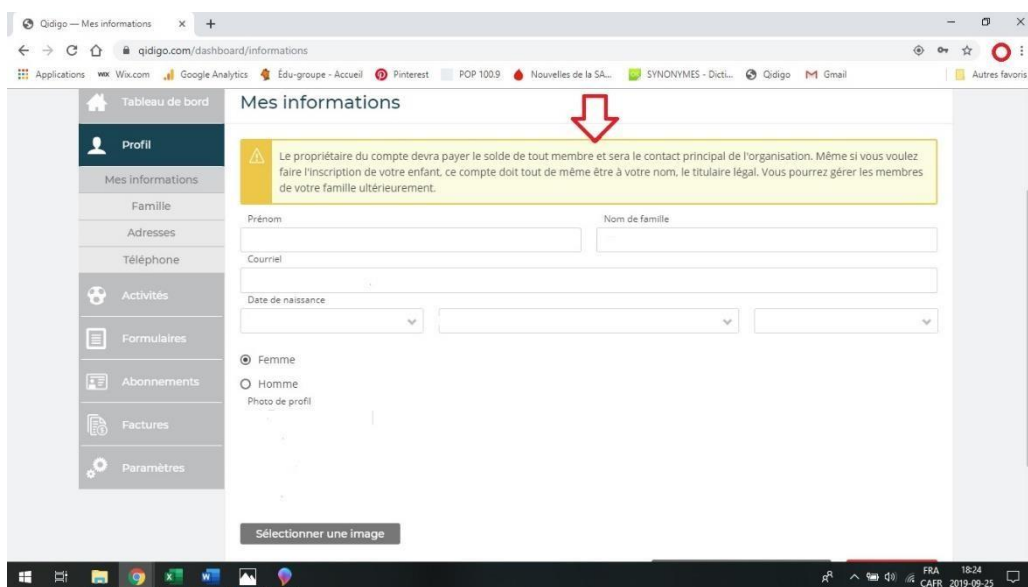 Qidigo — Mes informations
qidigo.com/dashboard/informations
Applications WIX Wix.com Google Analytics Édu-groupe - Accueil Pinterest POP 100.9 Nouvelles de la SA... SYNONYMES - Dicti... Qidigo Gmail Autres favoris
Tableau de bord
Profil
Mes informations
Famille
Adresses
Téléphone
Activités
Formulaires
Abonnements
Factures
Paramètres
Mes informations
Le propriétaire du compte devra payer le solde de tout membre et sera le contact principal de l'organisation. Même si vous voulez
faire l'inscription de votre enfant, ce compte doit tout de même être à votre nom, le titulaire légal. Vous pourrez gérer les membres
de votre famille ultérieurement.
Prénom Nom de famille
Courriel
Date de naissance
Femme
Homme
Photo de profil
Sélectionner une image
FRA 18:24
CAFR 2019-09-25